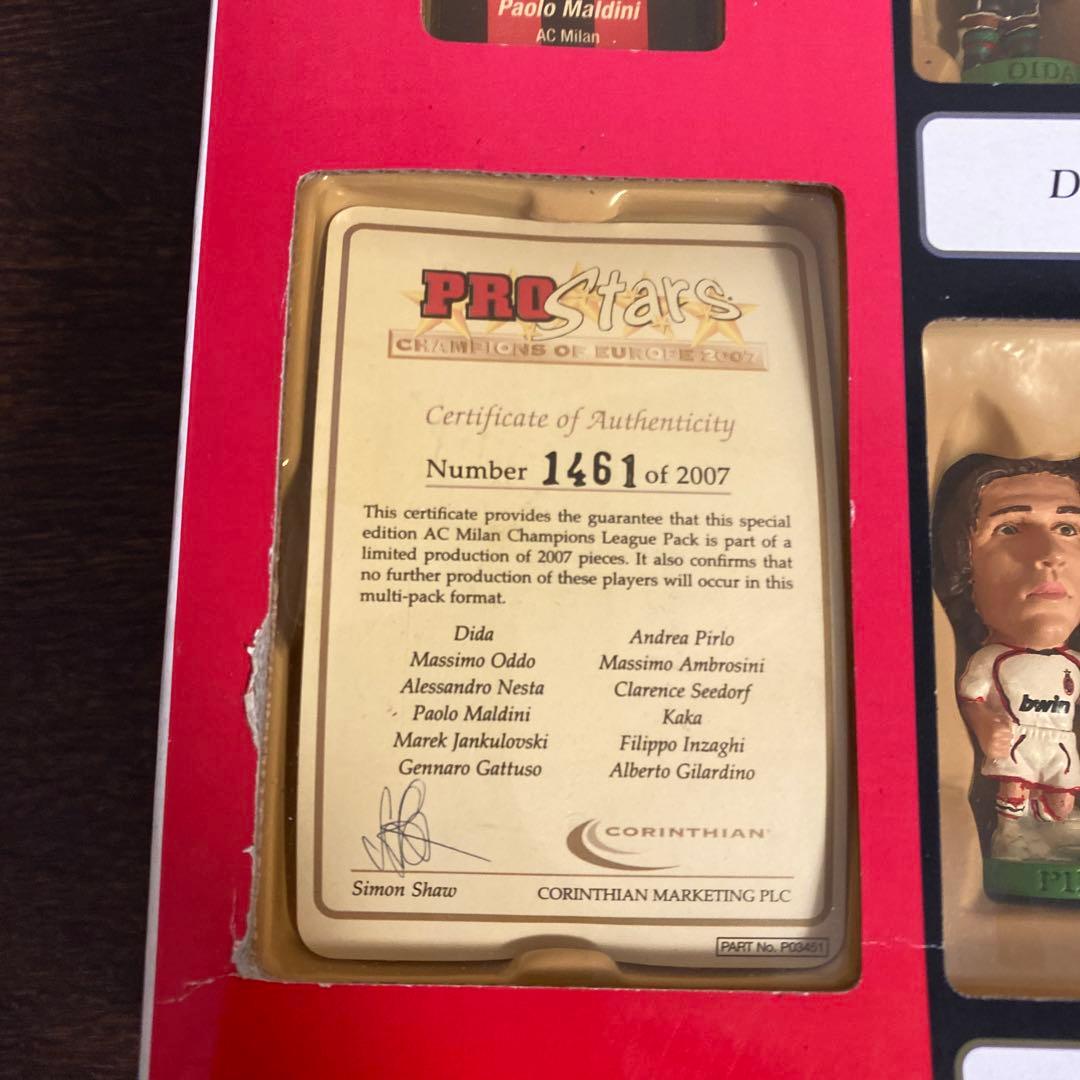 Paolo Maldini
AC Milan
DIDA
D
PROStars
CHAMPIONS OF EUROPE 2007
Certificate of Authenticity
Number 1461 of 2007
This certificate provides the guarantee that this special
edition AC Milan Champions League Pack is part of a
limited production of 2007 pieces. It also confirms that
no further production of these players will occur in this
multi-pack format.
Dida
Massimo Oddo
Alessandro Nesta
Paolo Maldini
Marek Jankulovski
Gennaro Gattuso
Andrea Pirlo
Massimo Ambrosini
Clarence Seedorf
Kaka
Filippo Inzaghi
Alberto Gilardino
CORINTHIAN
Simon Shaw
CORINTHIAN MARKETING PLC
PART No. P03451
bwin
PI